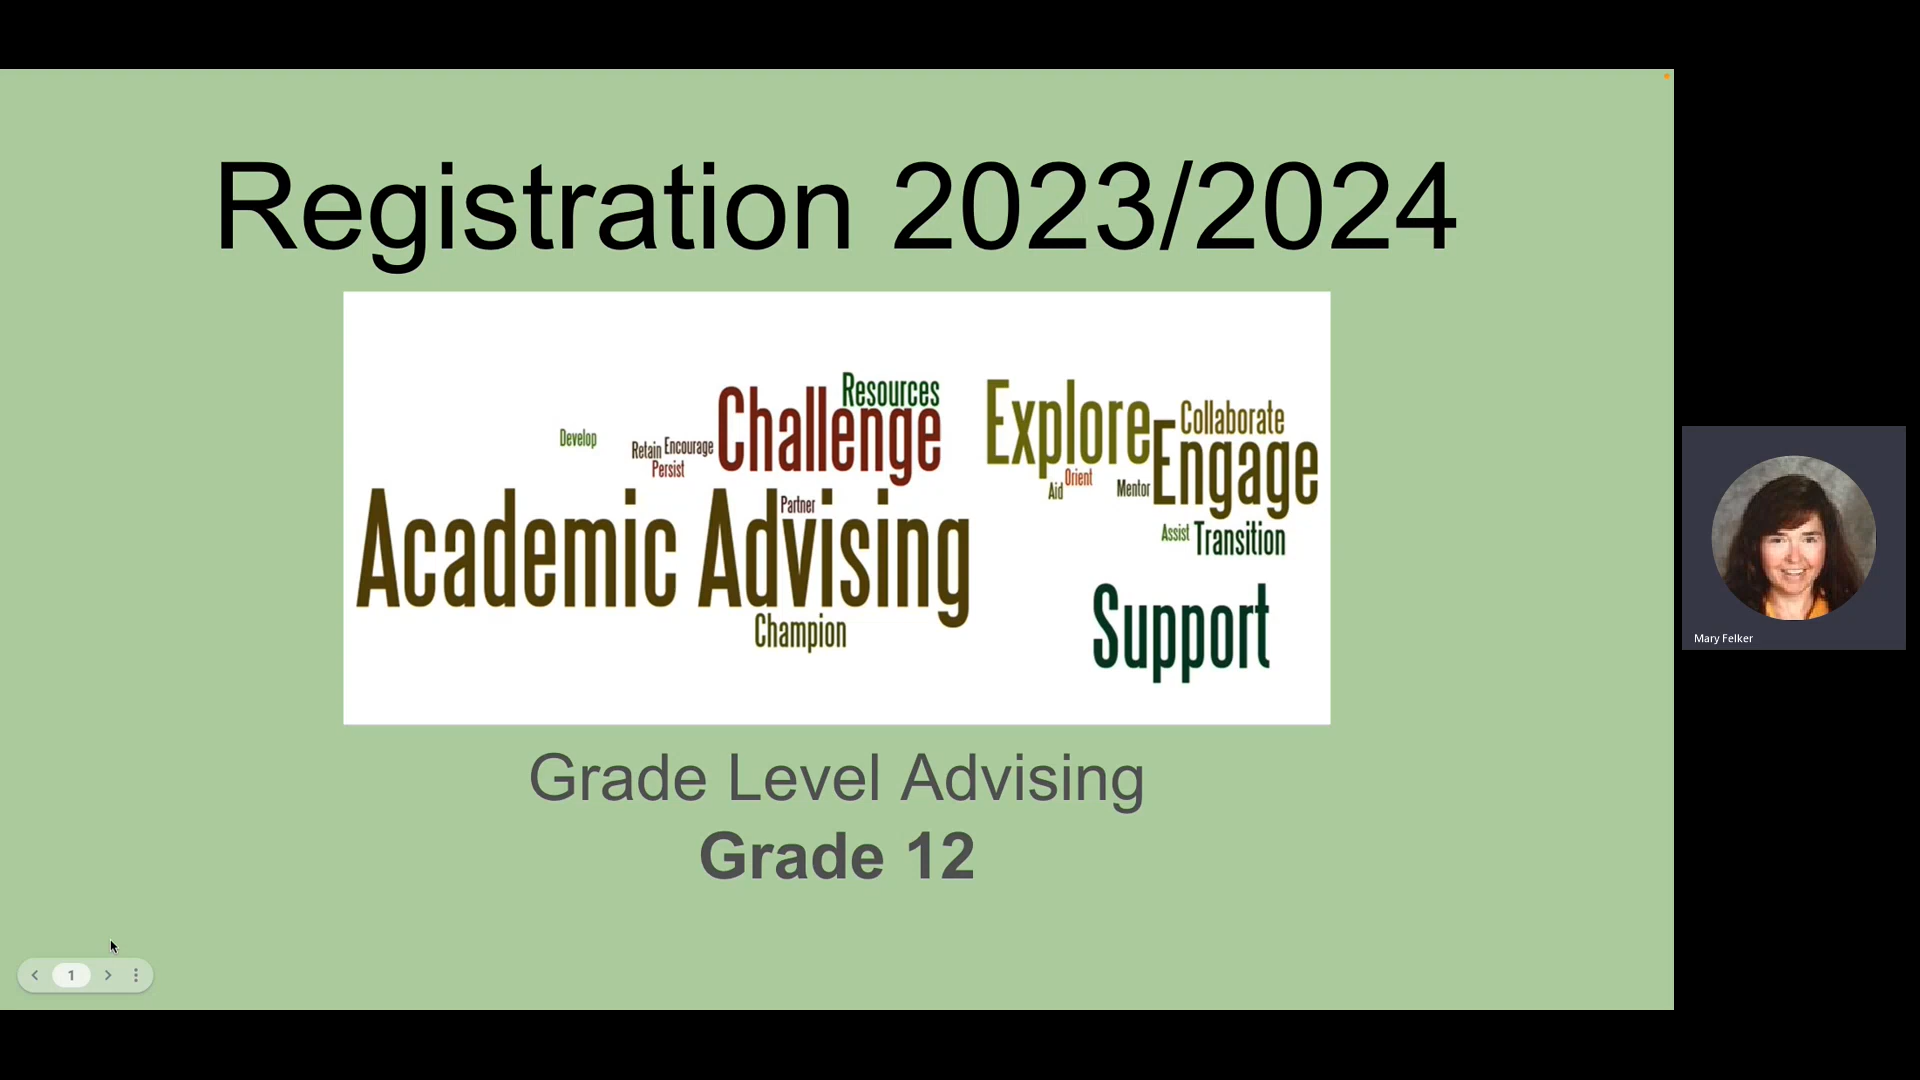 Registration 2023/2024
Resources
Challenge
Develop
Retain Encourage
Persist
Explore
Collaborate
Engage
Orient
Aid
Mentor
Partner
Academic Advising
Assist Transition
Champion
Support
Grade Level Advising
Grade 12
Mary Felker
1